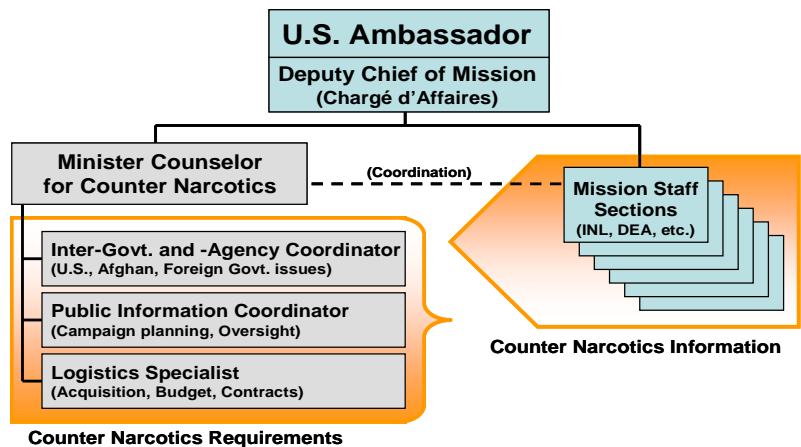 U.S. Ambassador
Deputy Chief of Mission
(Chargé d'Affaires)
Minister Counselor
for Counter Narcotics
(Coordination)
Mission Staff
Sections
(INL, DEA, etc.)
Inter-Govt. and -Agency Coordinator
(U.S., Afghan, Foreign Govt. issues)
Public Information Coordinator
(Campaign planning, Oversight)
Logistics Specialist
(Acquisition, Budget, Contracts)
Counter Narcotics Information
Counter Narcotics Requirements